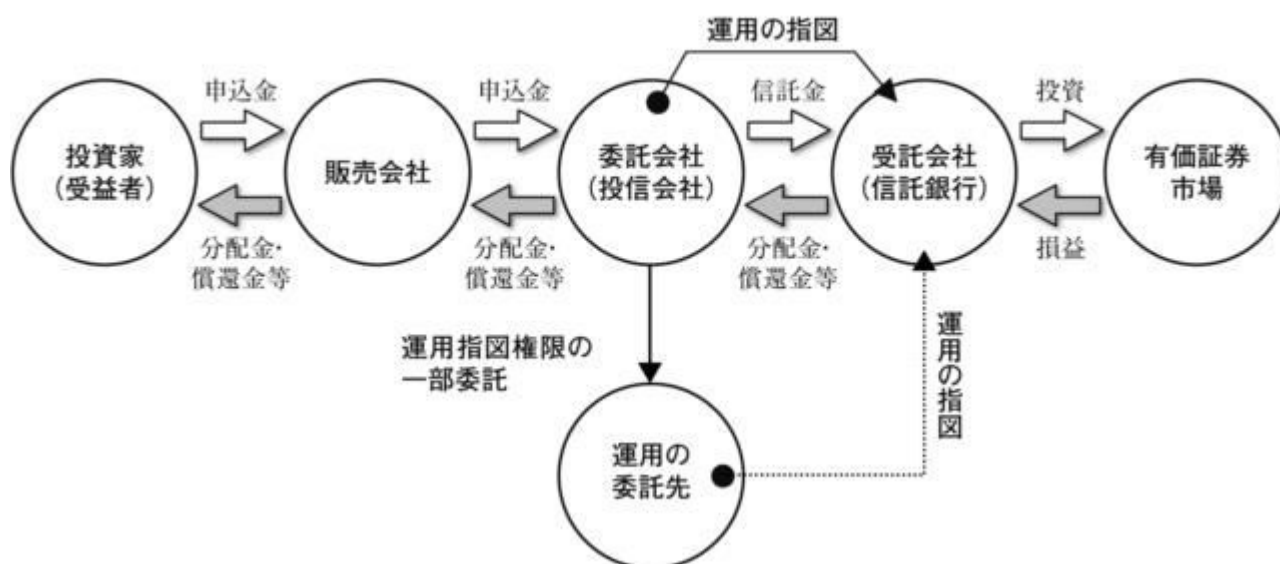 運用の指図
申込金
申込金
信託金
投資
投資家
(受益者)
販売会社
委託会社
(投信会社)
受託会社
(信託銀行)
有価証券
市場
分配金・
償還金等
分配金・
償還金等
分配金・
償還金等
損益
運用指図権限の
一部委託
運用の指図
運用の
委託先